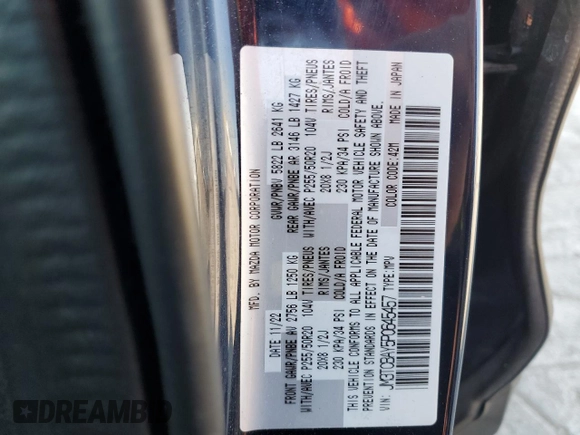 MFD. BY MAZDA MOTOR CORPORATION
DATE 11/22 GVWR/PNBV 5822 LB 2641 KG
FRONT GAWR/PNBE AV 2756 LB 1250 KG REAR GAWR/PNBE AR 3146 LB 1427 KG
WITH/AVEC P255/50R20 104V TIRES/PNEUS WITH/AVEC P255/50R20 104V TIRES/PNEUS
20X8 1/2J RIMS/JANTES 20X8 1/2J RIMS/JANTES
230 KPA/34 PSI COLD/A FROID 230 KPA/34 PSI COLD/A FROID
THIS VEHICLE CONFORMS TO ALL APPLICABLE FEDERAL MOTOR VEHICLE SAFETY AND THEFT
PREVENTION STANDARDS IN EFFECT ON THE DATE OF MANUFACTURE SHOWN ABOVE.
VIN: JM3TCBAY5P0645457 TYPE:MPV COLOR CODE:42M MADE IN JAPAN
DREAMBID